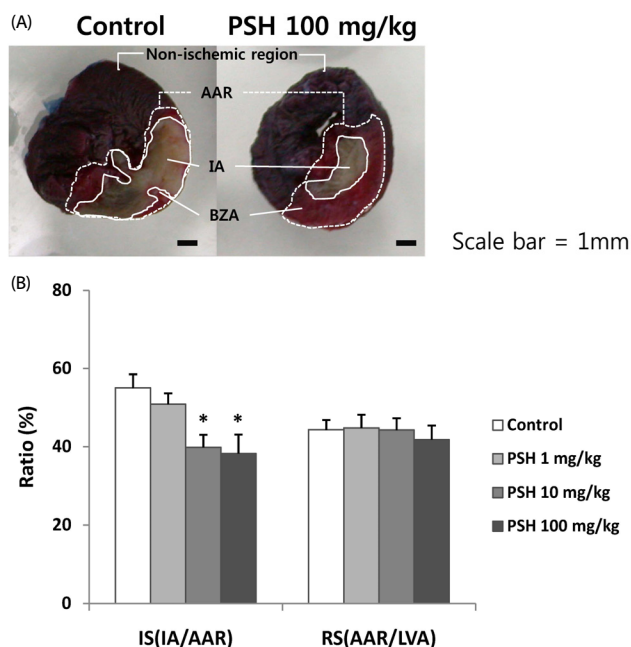 (A)
Control PSH 100 mg/kg
Non-ischemic region
AAR
IA
BZA
Scale bar = 1mm
(B)
80
60
40
20
0
Ratio (%)
* *
IS(IA/AAR) RS(AAR/LVA)
Control
PSH 1 mg/kg
PSH 10 mg/kg
PSH 100 mg/kg